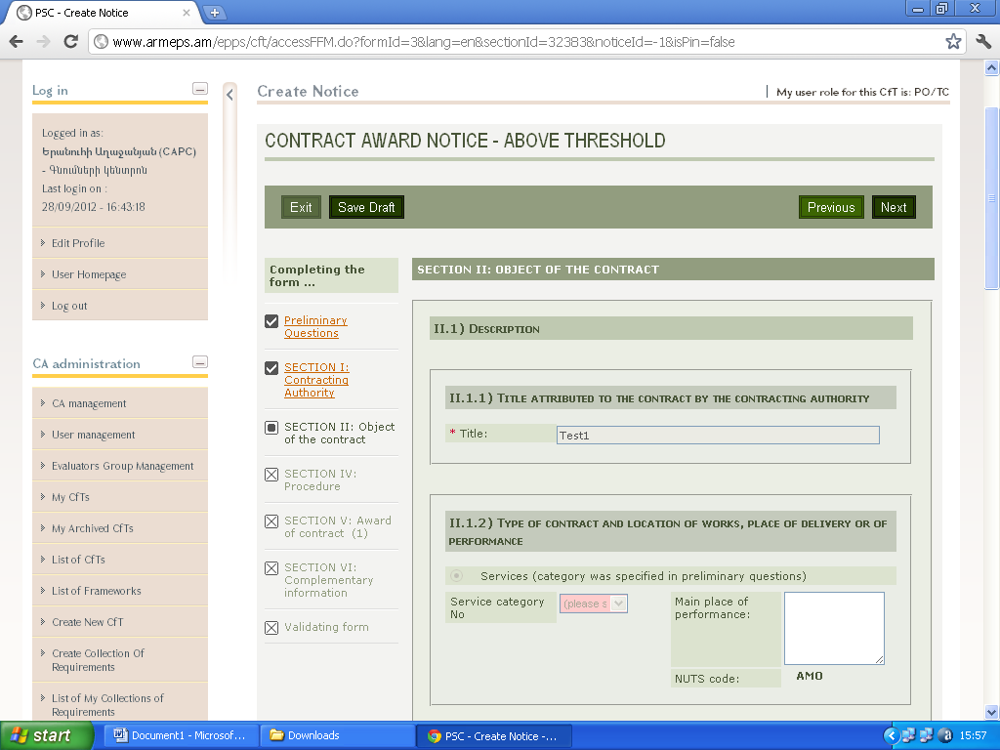 PSC - Create Notice
www.armeps.am/epps/cft/accessFFM.do?formId=3&lang=en&sectionId=32383&noticeId=-1&isPin=false
Log in
Logged in as:
Երանուհի Աղաջանյան (CAPC)
- Գնումների կենտրոն
Last login on :
28/09/2012 - 16:43:18
Edit Profile
User Homepage
Log out
CA administration
CA management
User management
Evaluators Group Management
My CfTs
My Archived CfTs
List of CfTs
List of Frameworks
Create New CfT
Create Collection Of
Requirements
List of My Collections of
Requirements
Create Notice
My user role for this CfT is: PO/TC
CONTRACT AWARD NOTICE - ABOVE THRESHOLD
Exit
Save Draft
Previous
Next
Completing the
form ...
Preliminary
Questions
SECTION I:
Contracting
Authority
SECTION II: Object
of the contract
SECTION IV:
Procedure
SECTION V: Award
of contract (1)
SECTION VI:
Complementary
information
Validating form
SECTION II: OBJECT OF THE CONTRACT
II.1) DESCRIPTION
II.1.1) TITLE ATTRIBUTED TO THE CONTRACT BY THE CONTRACTING AUTHORITY
* Title:
Test1
II.1.2) TYPE OF CONTRACT AND LOCATION OF WORKS, PLACE OF DELIVERY OR OF
PERFORMANCE
Services (category was specified in preliminary questions)
Service category
No
(please s
Main place of
performance:
NUTS code:
AM0
start
Document1 - Microsof...
Downloads
PSC - Create Notice -...
15:57